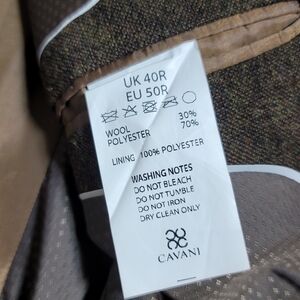 UK 40R
EU 50R
WOOL 30%
POLYESTER 70%
LINING 100% POLYESTER
WASHING NOTES
DO NOT BLEACH
DO NOT TUMBLE
DO NOT IRON
DRY CLEAN ONLY
CAVANI